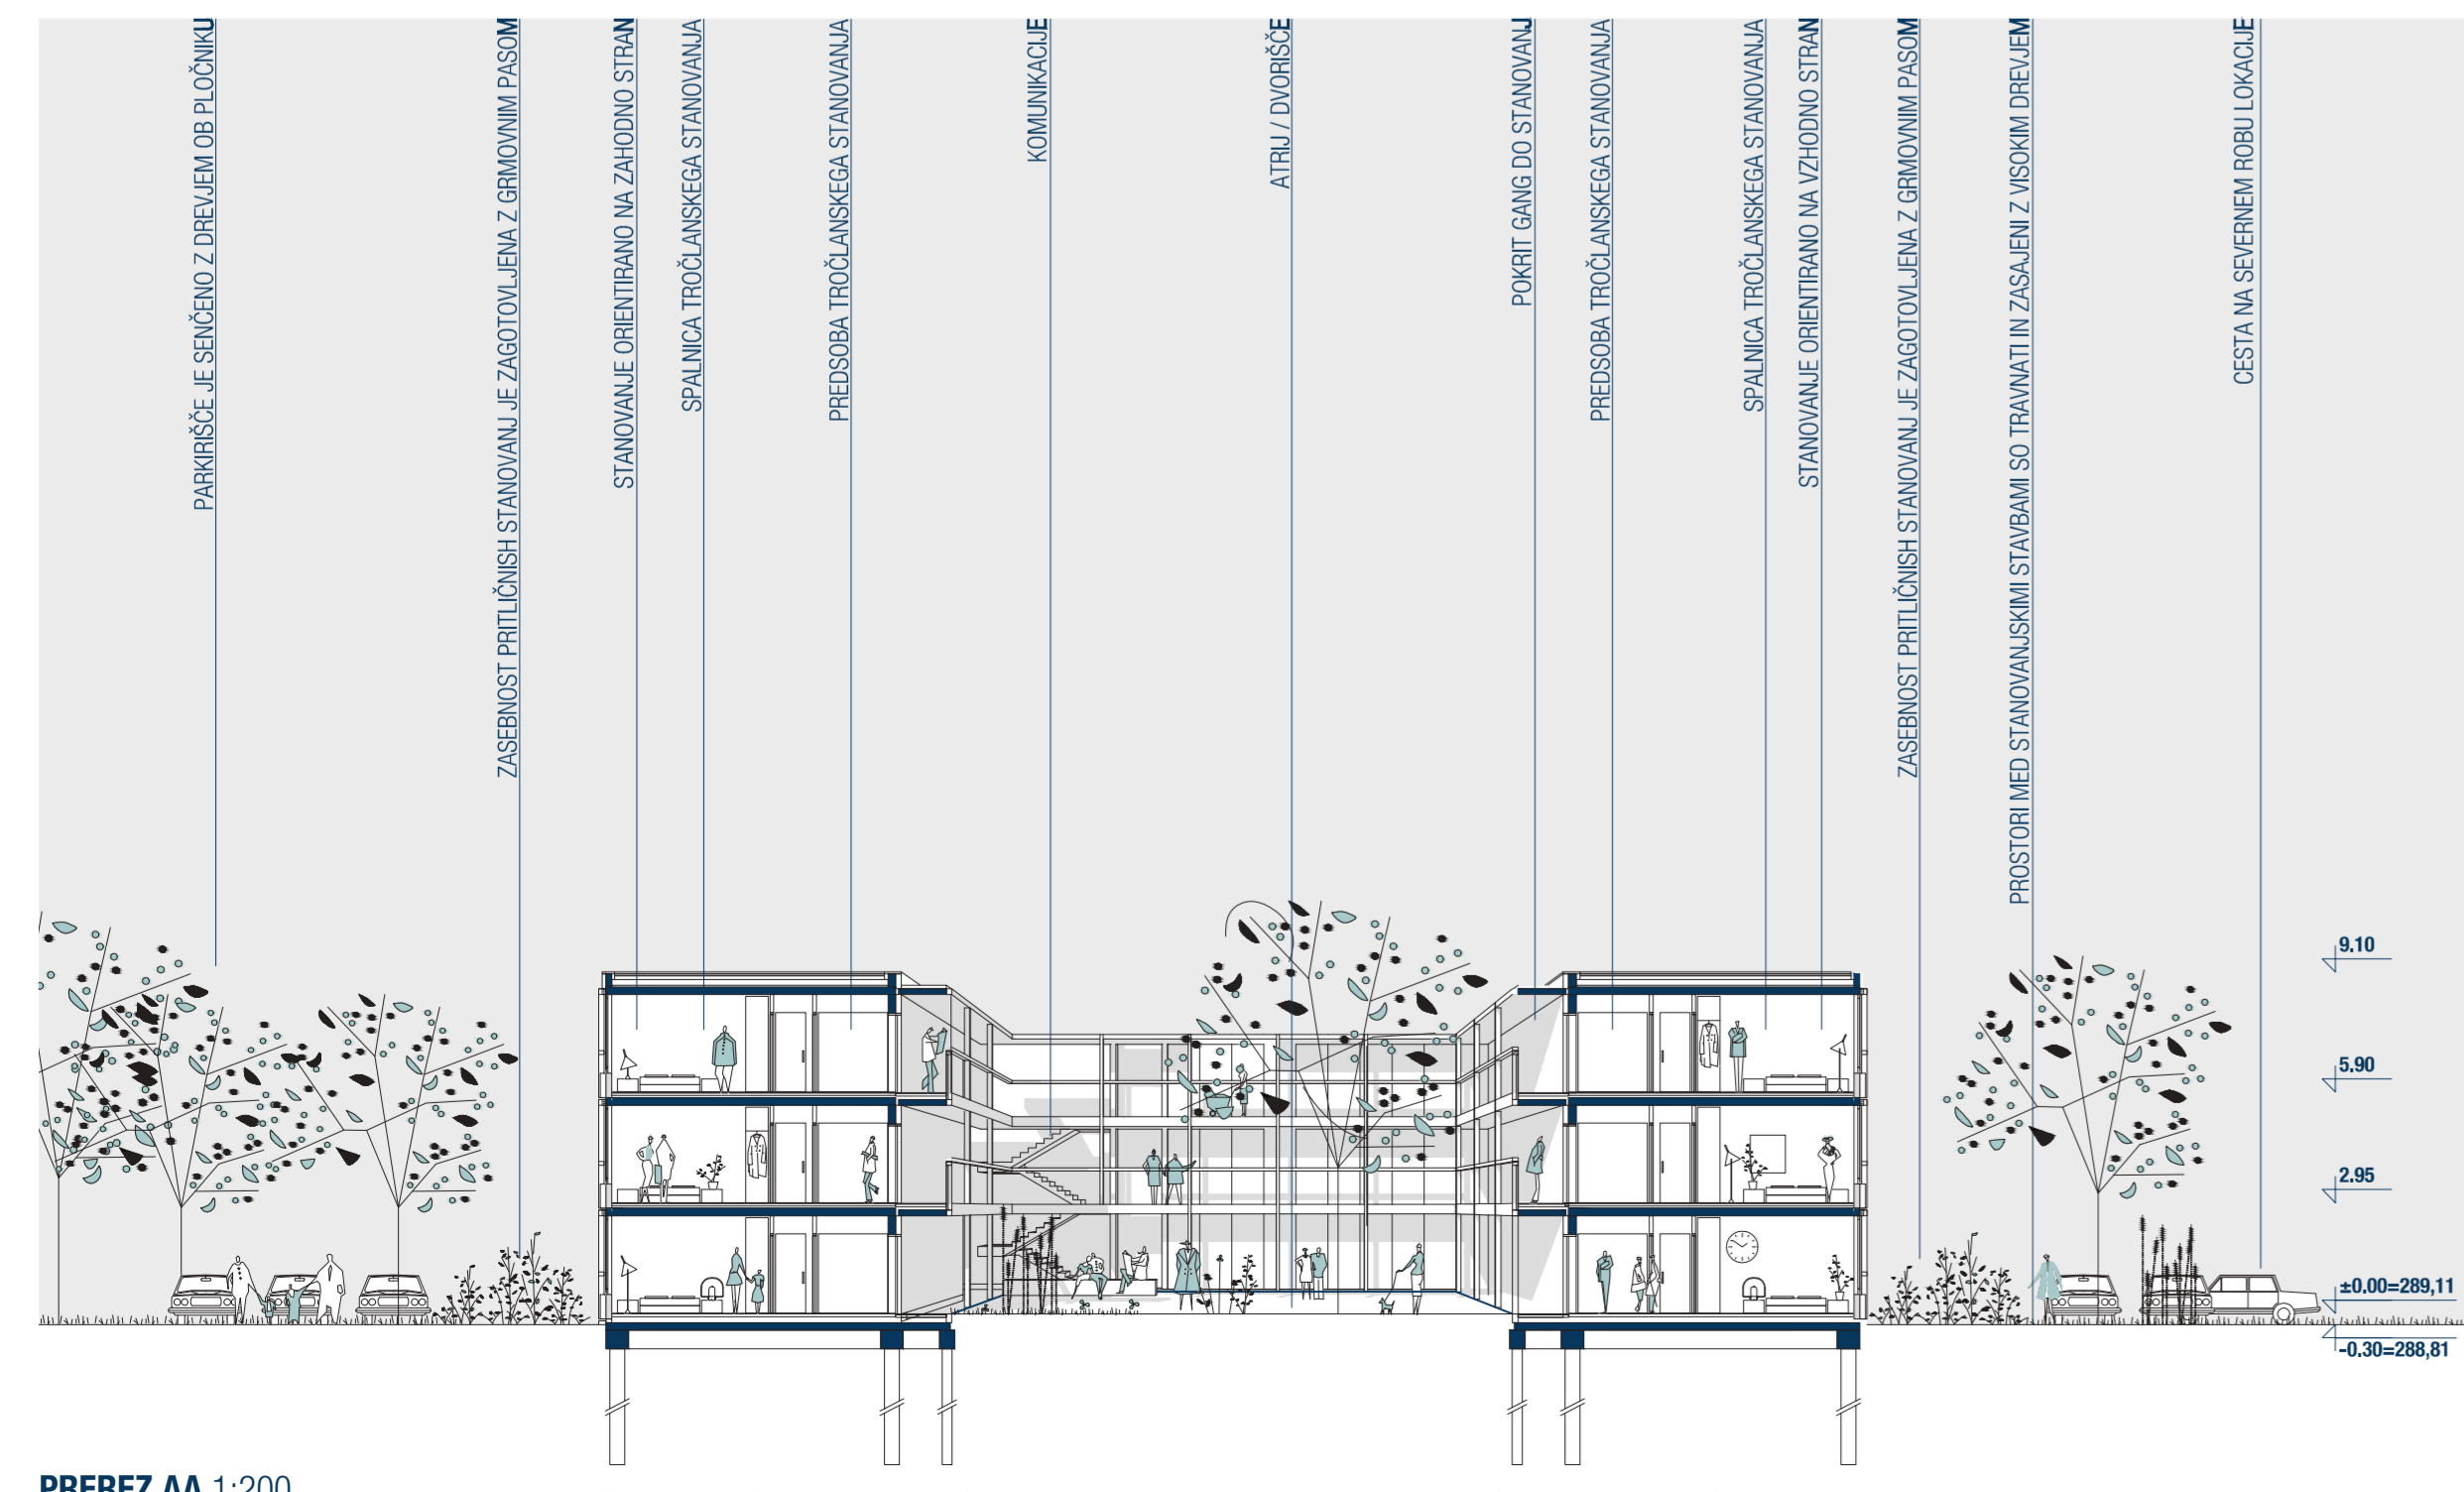 PARKIRIŠČE JE SENČENO Z DREVJEM OB PLOČNIKU
ZASEBNOST PRITLIČNISH STANOVANJ JE ZAGOTOVLJENA Z GRMOVNIM PASOM
STANOVANJE ORIENTIRANO NA ZAHODNO STRAN
SPALNICA TROČLANSKEGA STANOVANJA
PREDSOBA TROČLANSKEGA STANOVANJA
KOMUNIKACIJE
ATRIJ / DVORIŠČE
POKRIT GANG DO STANOVANJ
PREDSOBA TROČLANSKEGA STANOVANJA
SPALNICA TROČLANSKEGA STANOVANJA
STANOVANJE ORIENTIRANO NA VZHODNO STRAN
ZASEBNOST PRITLIČNISH STANOVANJ JE ZAGOTOVLJENA Z GRMOVNIM PASOM
PROSTORI MED STANOVANJSKIMI STAVBAMI SO TRAVNATI IN ZASAJENI Z VISOKIM DREVJEM
CESTA NA SEVERNEM ROBU LOKACIJE
9.10
5.90
2.95
±0.00=289,11
-0.30=288,81
PREREZ AA 1:200